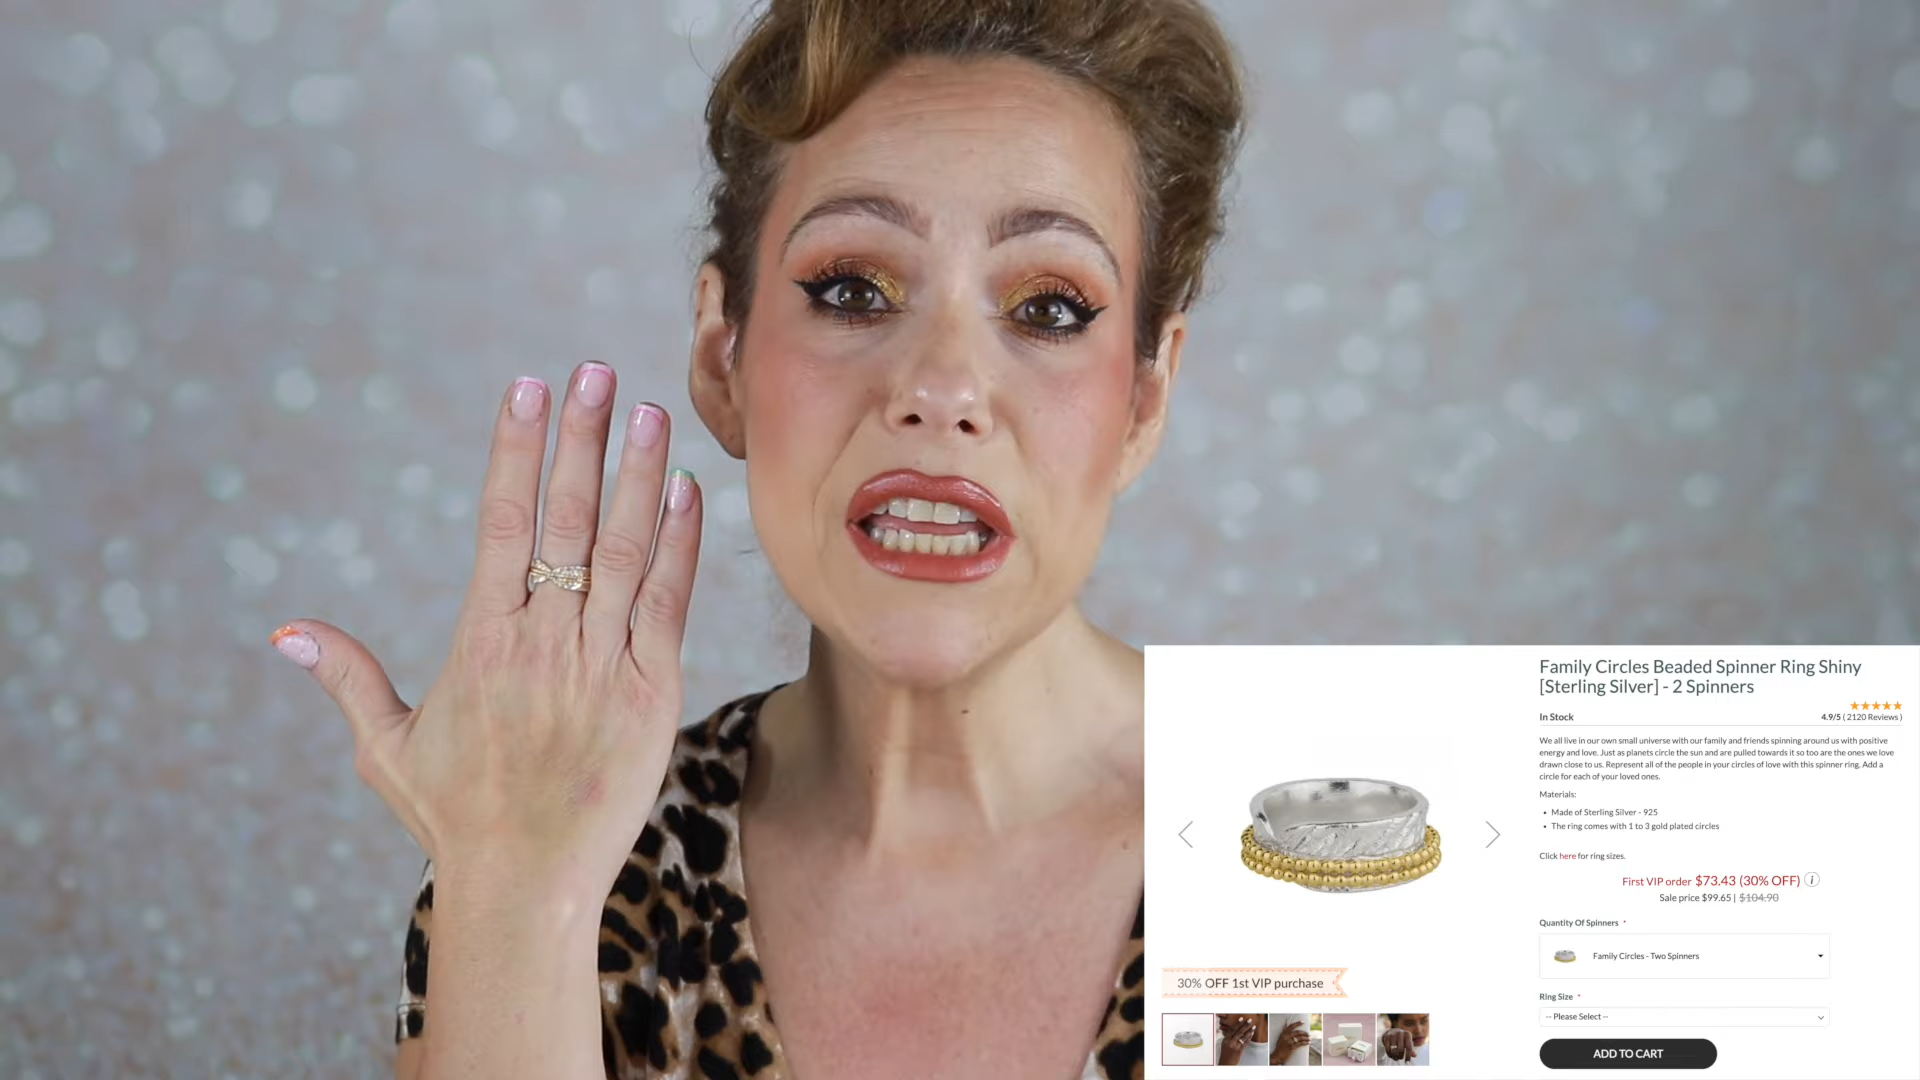 Family Circles Beaded Spinner Ring Shiny
[Sterling Silver] - 2 Spinners
In Stock
4.9/5 ( 2120 Reviews )
We all live in our own small universe with our family and friends spinning around us with positive
energy and love. Just as planets circle the sun and are pulled towards it so too are the ones we love
drawn close to us. Represent all of the people in your circles of love with this spinner ring. Add a
circle for each of your loved ones.
Materials:
• Made of Sterling Silver - 925
• The ring comes with 1 to 3 gold plated circles
Click here for ring sizes.
First VIP order $73.43 (30% OFF) i
Sale price $99.65 | $104.90
Quantity Of Spinners *
Family Circles - Two Spinners
Ring Size *
-- Please Select --
ADD TO CART
30% OFF 1st VIP purchase